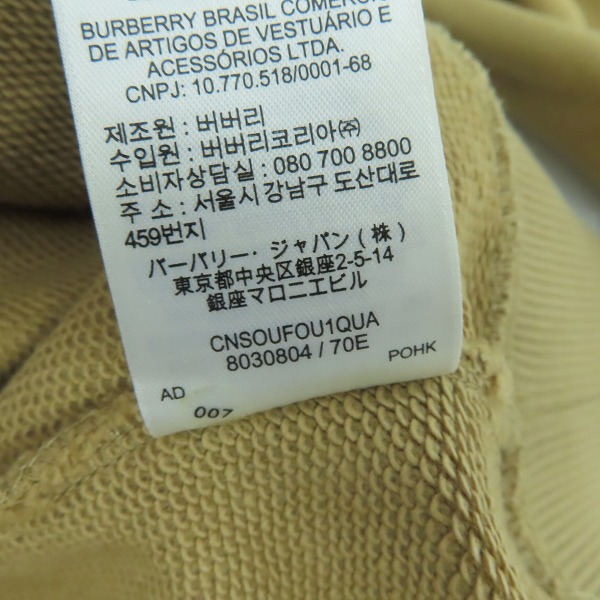 BURBERRY BRASIL COMÉRCIO
DE ARTIGOS DE VESTUÁRIO E
ACESSÓRIOS LTDA.
CNPJ: 10.770.518/0001-68
제조원 : 버버리
수입원 : 버버리코리아㈜
소비자상담실 : 080 700 8800
주 소 : 서울시 강남구 도산대로
459번지
バーバリー・ジャパン(株)
東京都中央区銀座2-5-14
銀座マロニエビル
CNSOUFOU1QUA
8030804 / 70E
POHK
AD
007